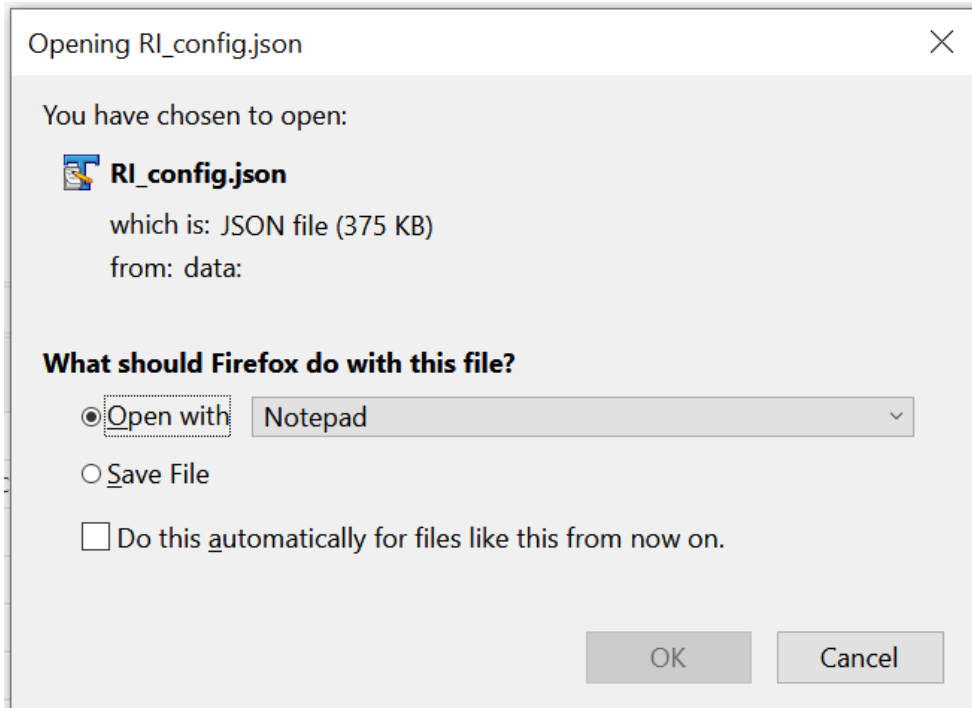 Opening RI_config.json
You have chosen to open:
RI_config.json
which is: JSON file (375 KB)
from: data:
What should Firefox do with this file?
Open with Notepad
Save File
Do this automatically for files like this from now on.
OK Cancel